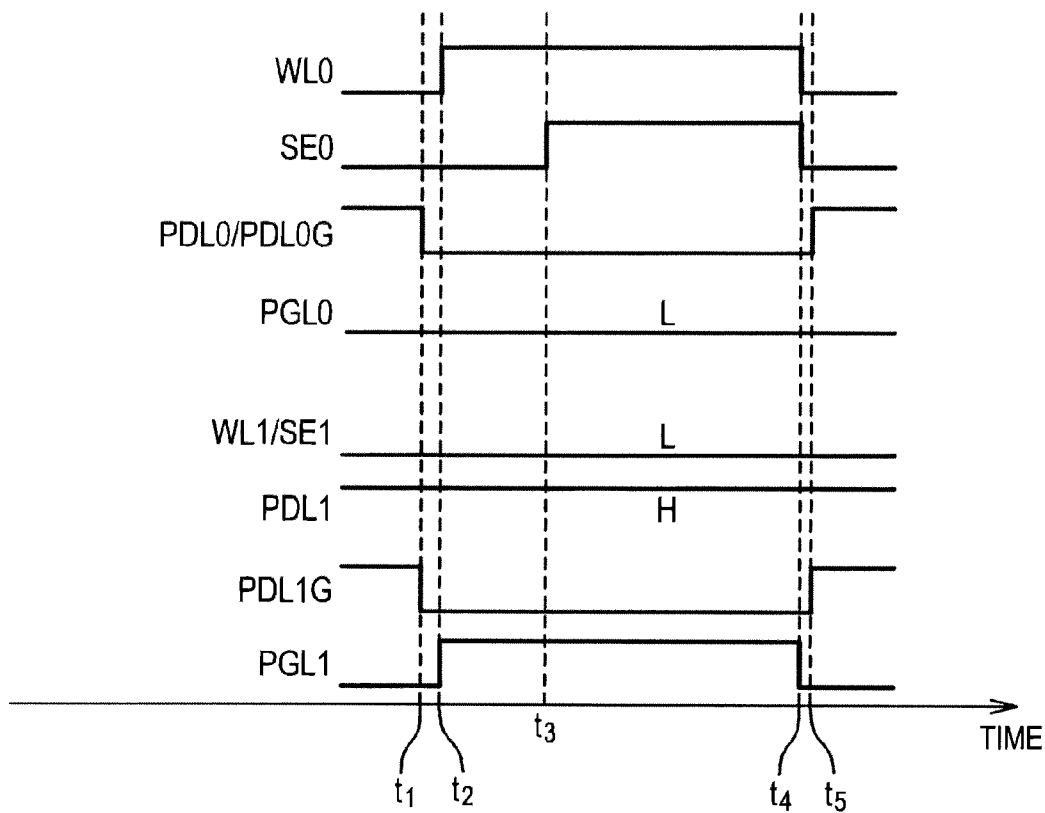 WL0
SE0
PDL0/PDL0G
PGL0
L
WL1/SE1
L
PDL1
H
PDL1G
PGL1
t3
TIME
t1
t2
t4
t5